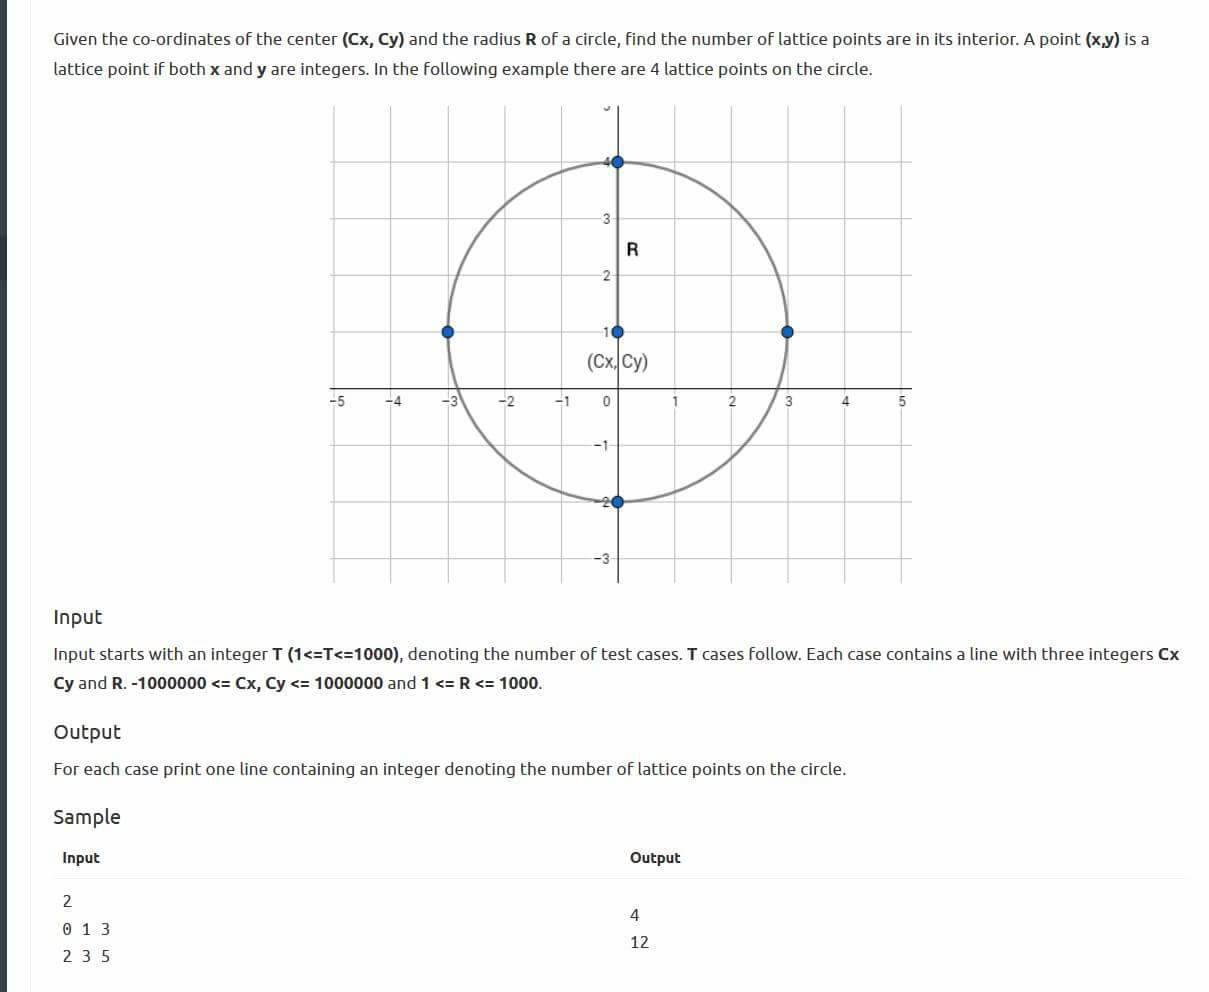 Given the co-ordinates of the center (Cx, Cy) and the radius R of a circle, find the number of lattice points are in its interior. A point (x,y) is a
lattice point if both x and y are integers. In the following example there are 4 lattice points on the circle.
4
3
R
2
1
(Cx, Cy)
-5 -4 -3 -2 -1 0 1 2 3 4 5
-1
-2
-3
Input
Input starts with an integer T (1<=T<=1000), denoting the number of test cases. T cases follow. Each case contains a line with three integers Cx
Cy and R. -1000000 <= Cx, Cy <= 1000000 and 1 <= R <= 1000.
Output
For each case print one line containing an integer denoting the number of lattice points on the circle.
Sample
Input Output
2
0 1 3
2 3 5
4
12